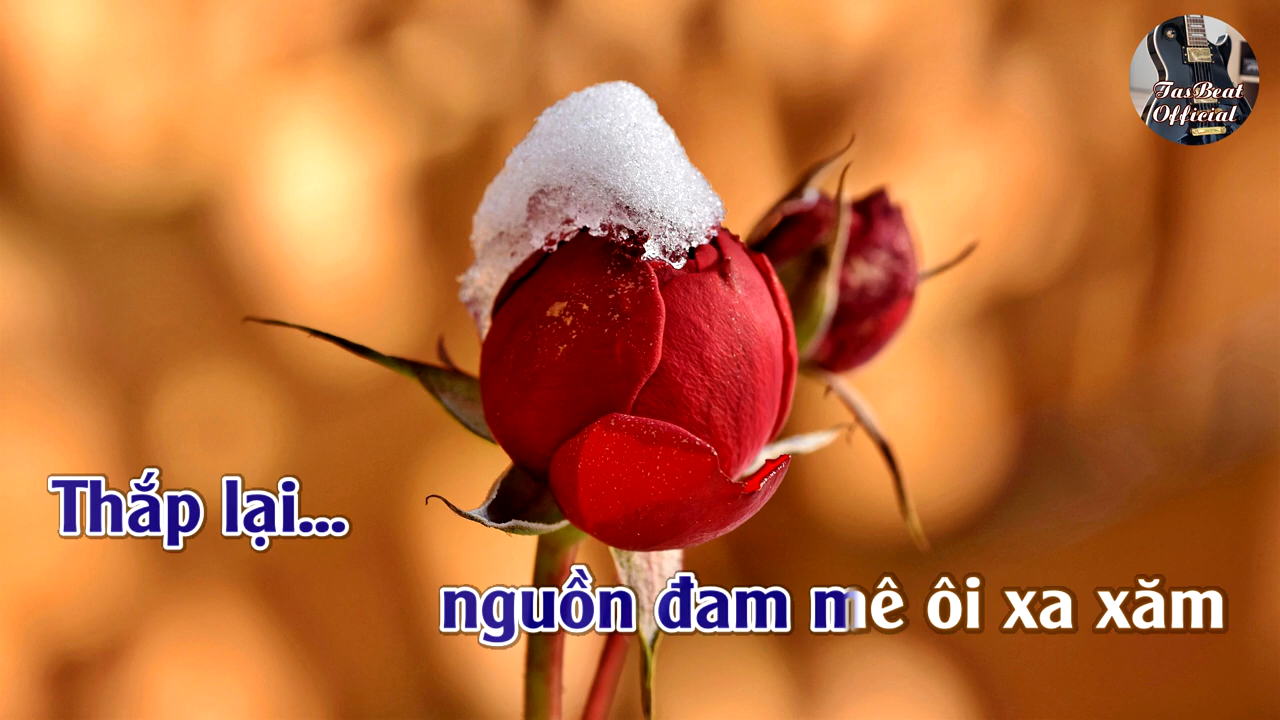 TasBeat
Official
Thắp lại...
nguồn đam mê ôi xa xăm